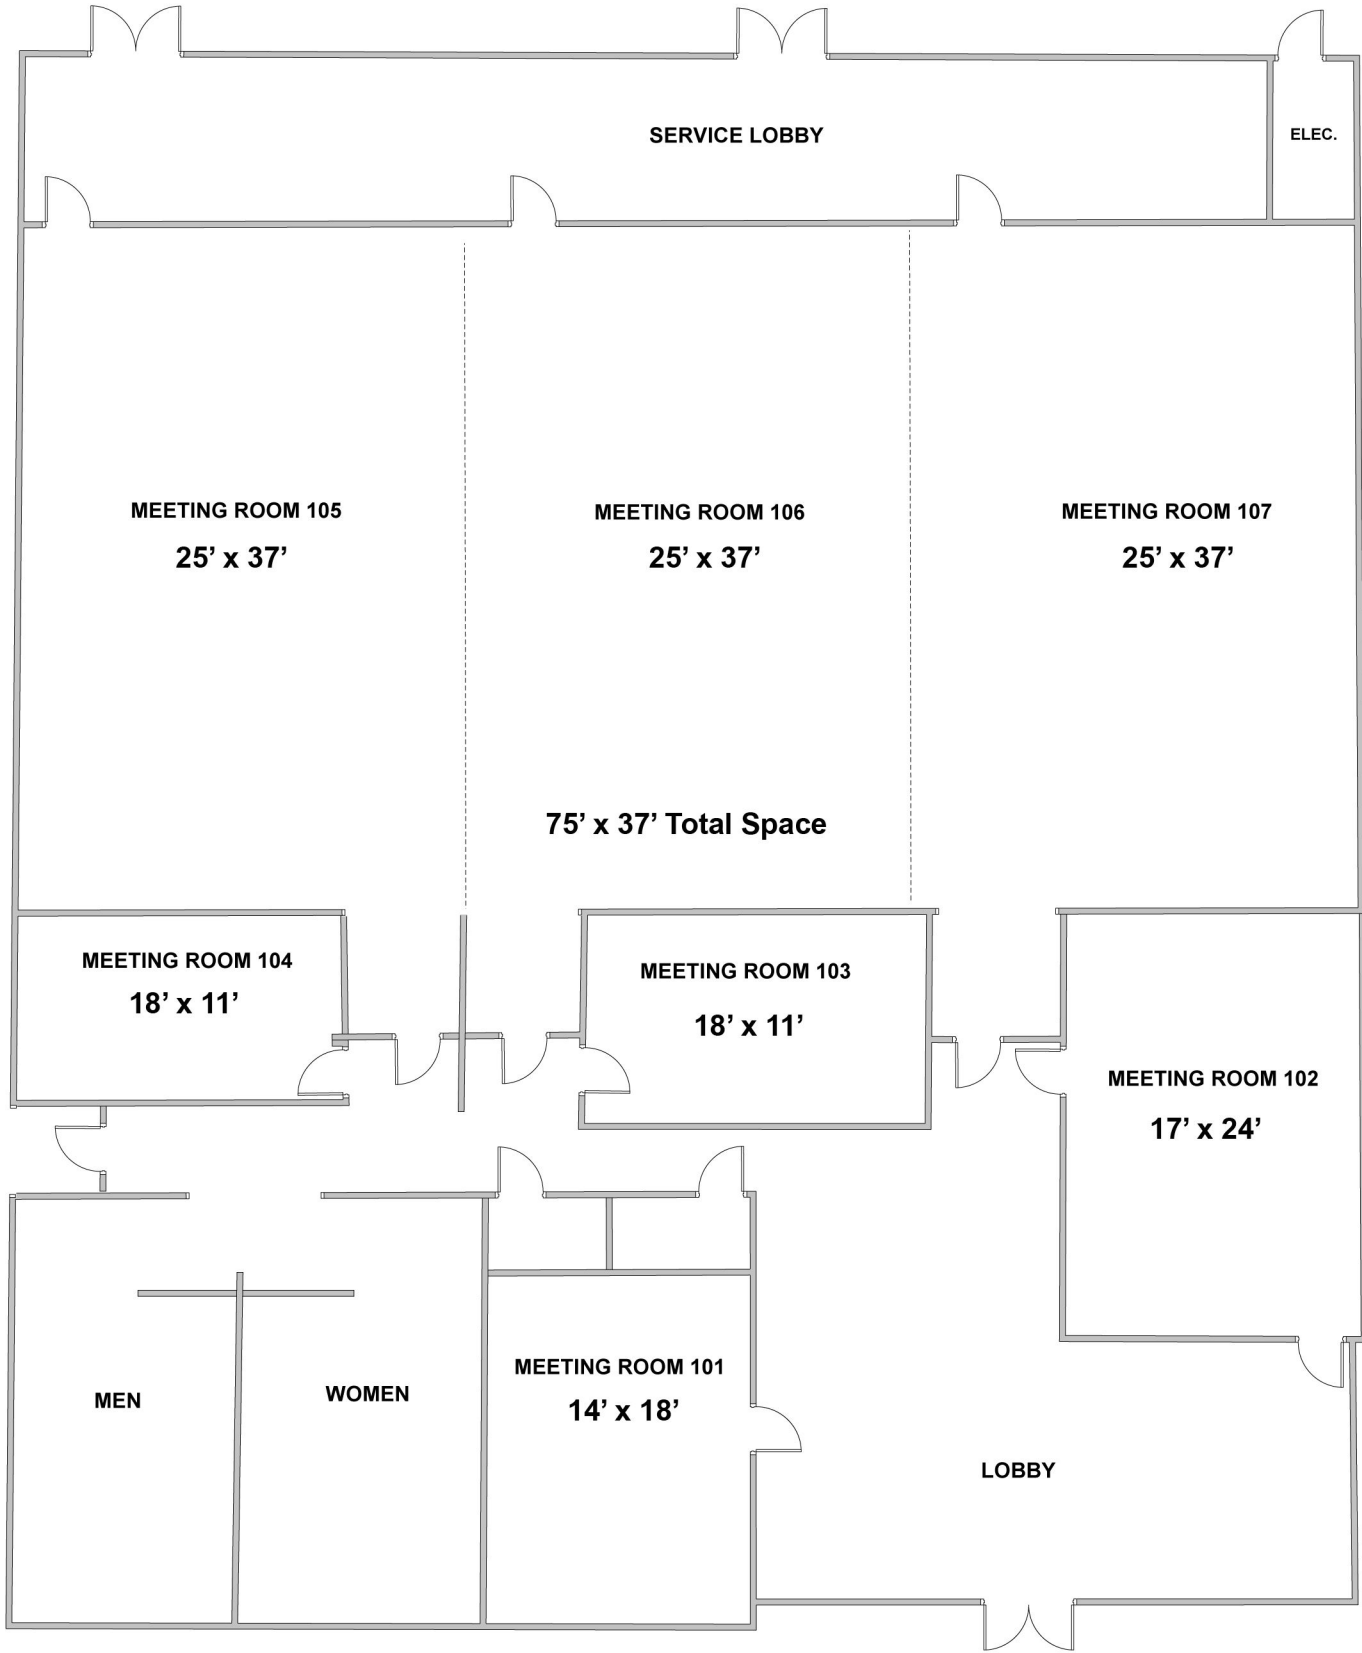 SERVICE LOBBY
ELEC.
MEETING ROOM 105
25’ x 37’
MEETING ROOM 106
25’ x 37’
MEETING ROOM 107
25’ x 37’
75’ x 37’ Total Space
MEETING ROOM 104
18’ x 11’
MEETING ROOM 103
18’ x 11’
MEETING ROOM 102
17’ x 24’
MEN
WOMEN
MEETING ROOM 101
14’ x 18’
LOBBY